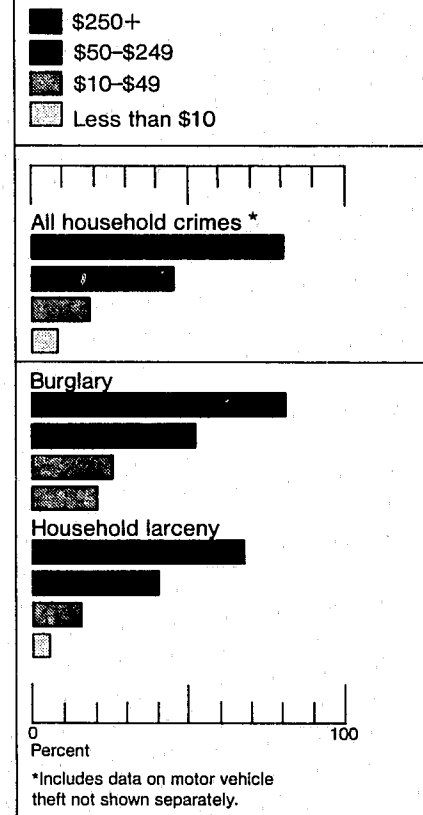 $250+
$50–$249
$10–$49
Less than $10
All household crimes *
Burglary
Household larceny
0 100
Percent
*Includes data on motor vehicle
theft not shown separately.